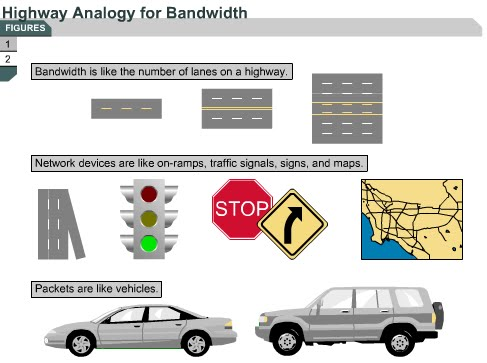 Highway Analogy for Bandwidth
FIGURES
1
2
Bandwidth is like the number of lanes on a highway.
Network devices are like on-ramps, traffic signals, signs, and maps.
STOP
Packets are like vehicles.